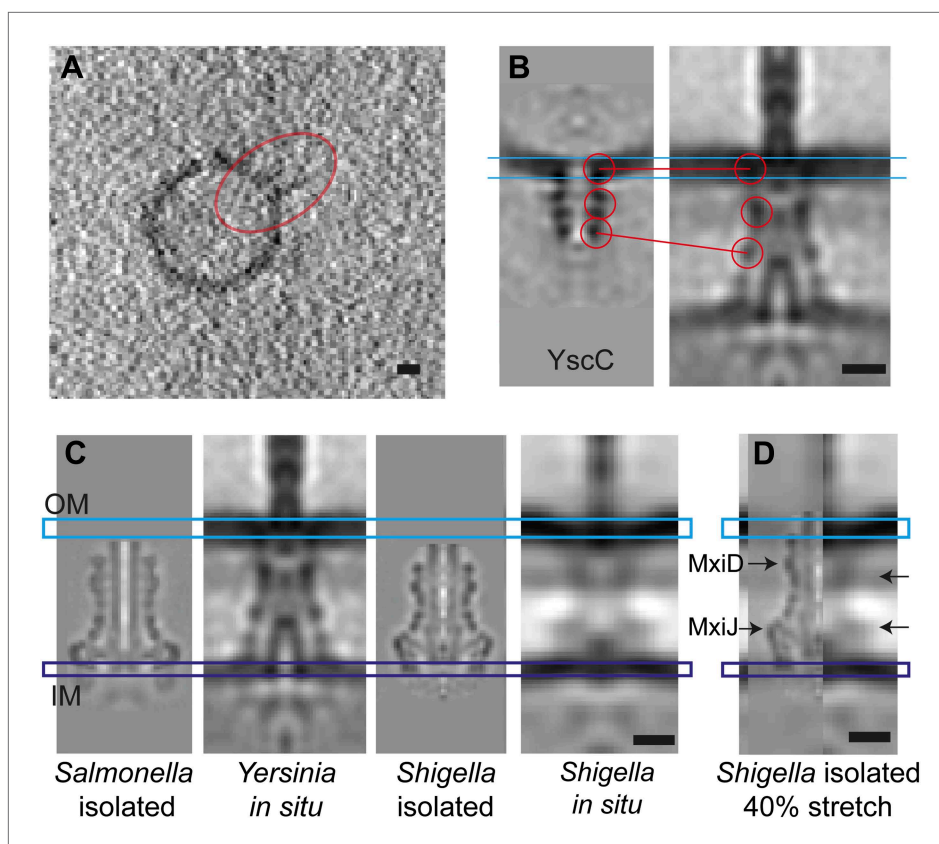 A
B
YscC
C
D
OM
MxiD
MxiJ
IM
Salmonella
isolated
Yersinia
in situ
Shigella
isolated
Shigella
in situ
Shigella isolated
40% stretch